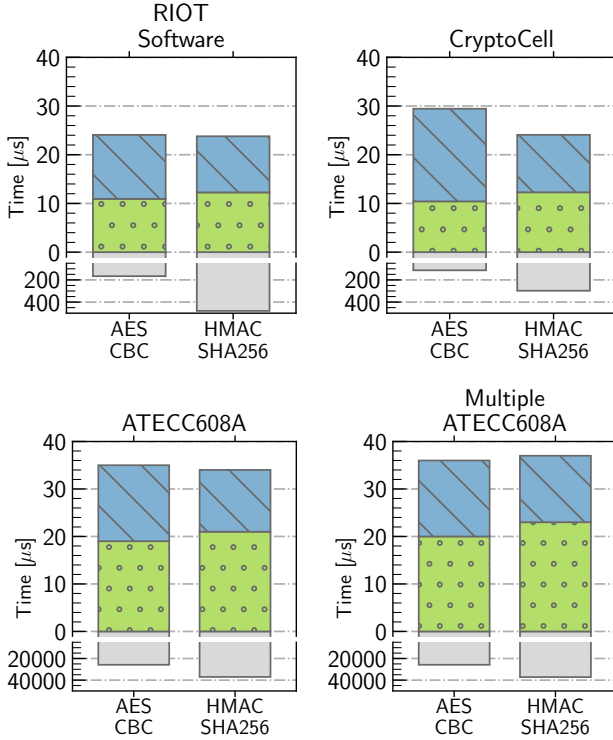 RIOT
Software
CryptoCell
40
30
20
10
0
200
400
Time [μs]
AES
CBC
HMAC
SHA256
40
30
20
10
0
200
400
Time [μs]
AES
CBC
HMAC
SHA256
ATECC608A
Multiple
ATECC608A
40
30
20
10
0
20000
40000
Time [μs]
AES
CBC
HMAC
SHA256
40
30
20
10
0
20000
40000
Time [μs]
AES
CBC
HMAC
SHA256